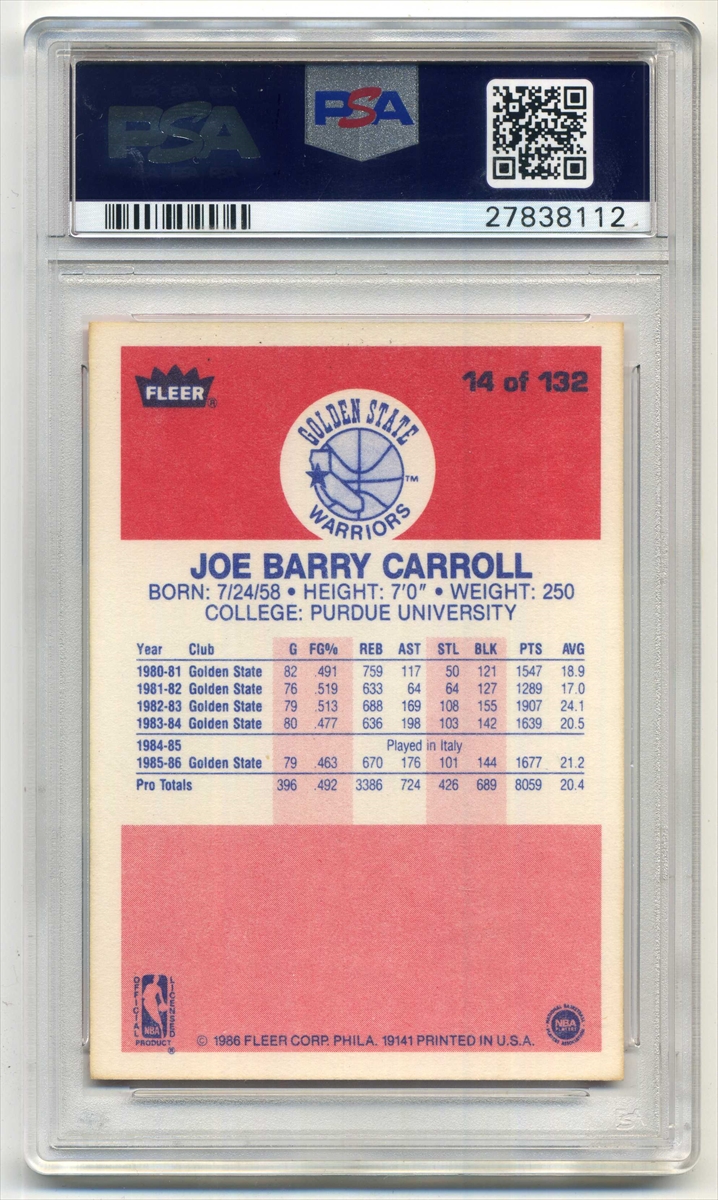 PSA PSA
27838112
FLEER®
14 of 132
GOLDEN STATE
WARRIORS
™
JOE BARRY CARROLL
BORN: 7/24/58 • HEIGHT: 7'0" • WEIGHT: 250
COLLEGE: PURDUE UNIVERSITY
Year Club G FG% REB AST STL BLK PTS AVG
1980-81 Golden State 82 .491 759 117 50 121 1547 18.9
1981-82 Golden State 76 .519 633 64 64 127 1289 17.0
1982-83 Golden State 79 .513 688 169 108 155 1907 24.1
1983-84 Golden State 80 .477 636 198 103 142 1639 20.5
1984-85 Played in Italy
1985-86 Golden State 79 .463 670 176 101 144 1677 21.2
Pro Totals 396 .492 3386 724 426 689 8059 20.4
OFFICIAL LICENSED
NBA
PRODUCT ®
© 1986 FLEER CORP. PHILA. 19141 PRINTED IN U.S.A.
NBA